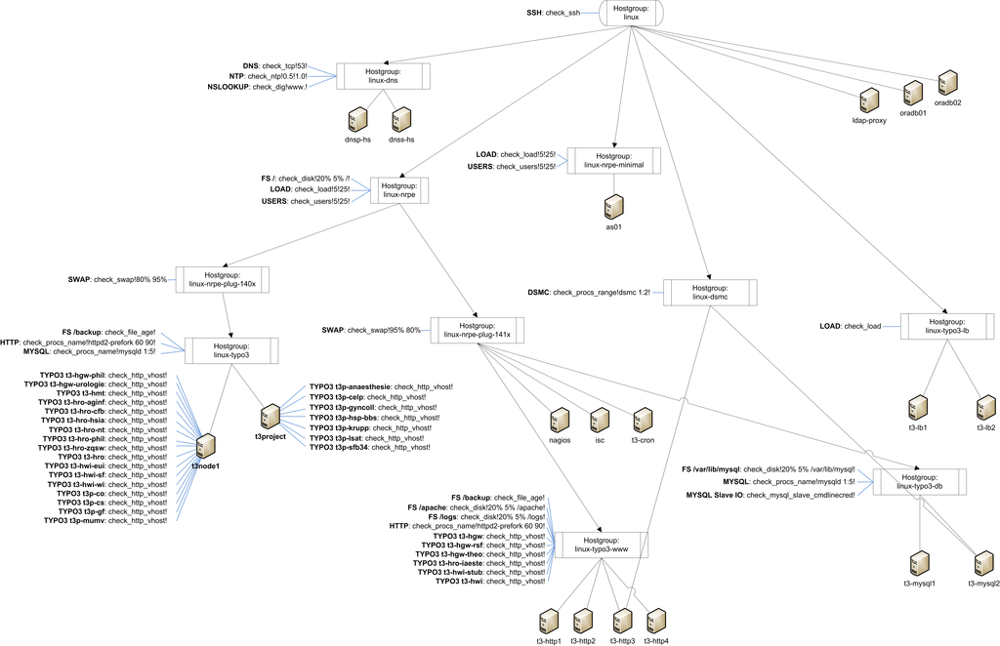 Hostgroup:
linux
SSH: check_ssh
DNS: check_tcp!53!
NTP: check_ntp!0.5!1.0!
NSLOOKUP: check_dig!www.!
Hostgroup:
linux-dns
dnsp-hs
dnss-hs
ldap-proxy
oradb01
oradb02
LOAD: check_load!5!25!
USERS: check_users!5!25!
Hostgroup:
linux-nrpe-minimal
as01
FS /: check_disk!20% 5% /!
LOAD: check_load!5!25!
USERS: check_users!5!25!
Hostgroup:
linux-nrpe
SWAP: check_swap!80% 95%
Hostgroup:
linux-nrpe-plug-140x
DSMC: check_procs_range!dsmc 1:2!
Hostgroup:
linux-dsmc
SWAP: check_swap!95% 80%
Hostgroup:
linux-nrpe-plug-141x
LOAD: check_load
Hostgroup:
linux-typo3-lb
FS /backup: check_file_age!
HTTP: check_procs_name!httpd2-prefork 60 90!
MYSQL: check_procs_name!mysqld 1:5!
Hostgroup:
linux-typo3
TYPO3 t3-hgw-phil: check_http_vhost!
TYPO3 t3-hgw-urologie: check_http_vhost!
TYPO3 t3-hmt: check_http_vhost!
TYPO3 t3-hro-aginf: check_http_vhost!
TYPO3 t3-hro-cfb: check_http_vhost!
TYPO3 t3-hro-hsia: check_http_vhost!
TYPO3 t3-hro-nt: check_http_vhost!
TYPO3 t3-hro-phil: check_http_vhost!
TYPO3 t3-hro-zqsw: check_http_vhost!
TYPO3 t3-hro: check_http_vhost!
TYPO3 t3-hwi-eui: check_http_vhost!
TYPO3 t3-hwi-sf: check_http_vhost!
TYPO3 t3-hwi-wi: check_http_vhost!
TYPO3 t3p-co: check_http_vhost!
TYPO3 t3p-cs: check_http_vhost!
TYPO3 t3p-gf: check_http_vhost!
TYPO3 t3p-mumv: check_http_vhost!
t3node1
t3project
TYPO3 t3p-anaesthesie: check_http_vhost!
TYPO3 t3p-celp: check_http_vhost!
TYPO3 t3p-gyncoll: check_http_vhost!
TYPO3 t3p-hsp-bbs: check_http_vhost!
TYPO3 t3p-krupp: check_http_vhost!
TYPO3 t3p-lsat: check_http_vhost!
TYPO3 t3p-sfb34: check_http_vhost!
nagios
isc
t3-cron
t3-lb1
t3-lb2
FS /var/lib/mysql: check_disk!20% 5% /var/lib/mysql!
MYSQL: check_procs_name!mysqld 1:5!
MYSQL Slave IO: check_mysql_slave_cmdlinecred!
Hostgroup:
linux-typo3-db
FS /backup: check_file_age!
FS /apache: check_disk!20% 5% /apache!
FS /logs: check_disk!20% 5% /logs!
HTTP: check_procs_name!httpd2-prefork 60 90!
TYPO3 t3-hgw: check_http_vhost!
TYPO3 t3-hgw-rsf: check_http_vhost!
TYPO3 t3-hgw-theo: check_http_vhost!
TYPO3 t3-hro-iaeste: check_http_vhost!
TYPO3 t3-hwi-stub: check_http_vhost!
TYPO3 t3-hwi: check_http_vhost!
Hostgroup:
linux-typo3-www
t3-mysql1
t3-mysql2
t3-http1
t3-http2
t3-http3
t3-http4